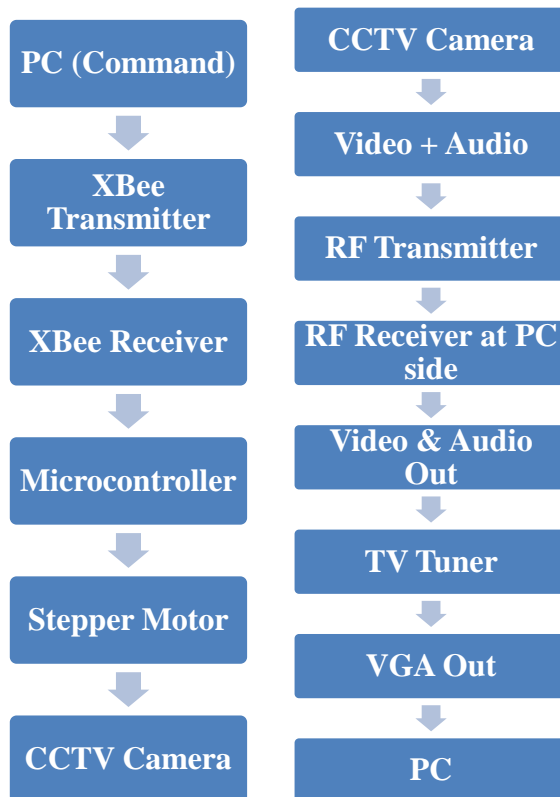 PC (Command)
XBee
Transmitter
XBee Receiver
Microcontroller
Stepper Motor
CCTV Camera
CCTV Camera
Video + Audio
RF Transmitter
RF Receiver at PC
side
Video & Audio
Out
TV Tuner
VGA Out
PC